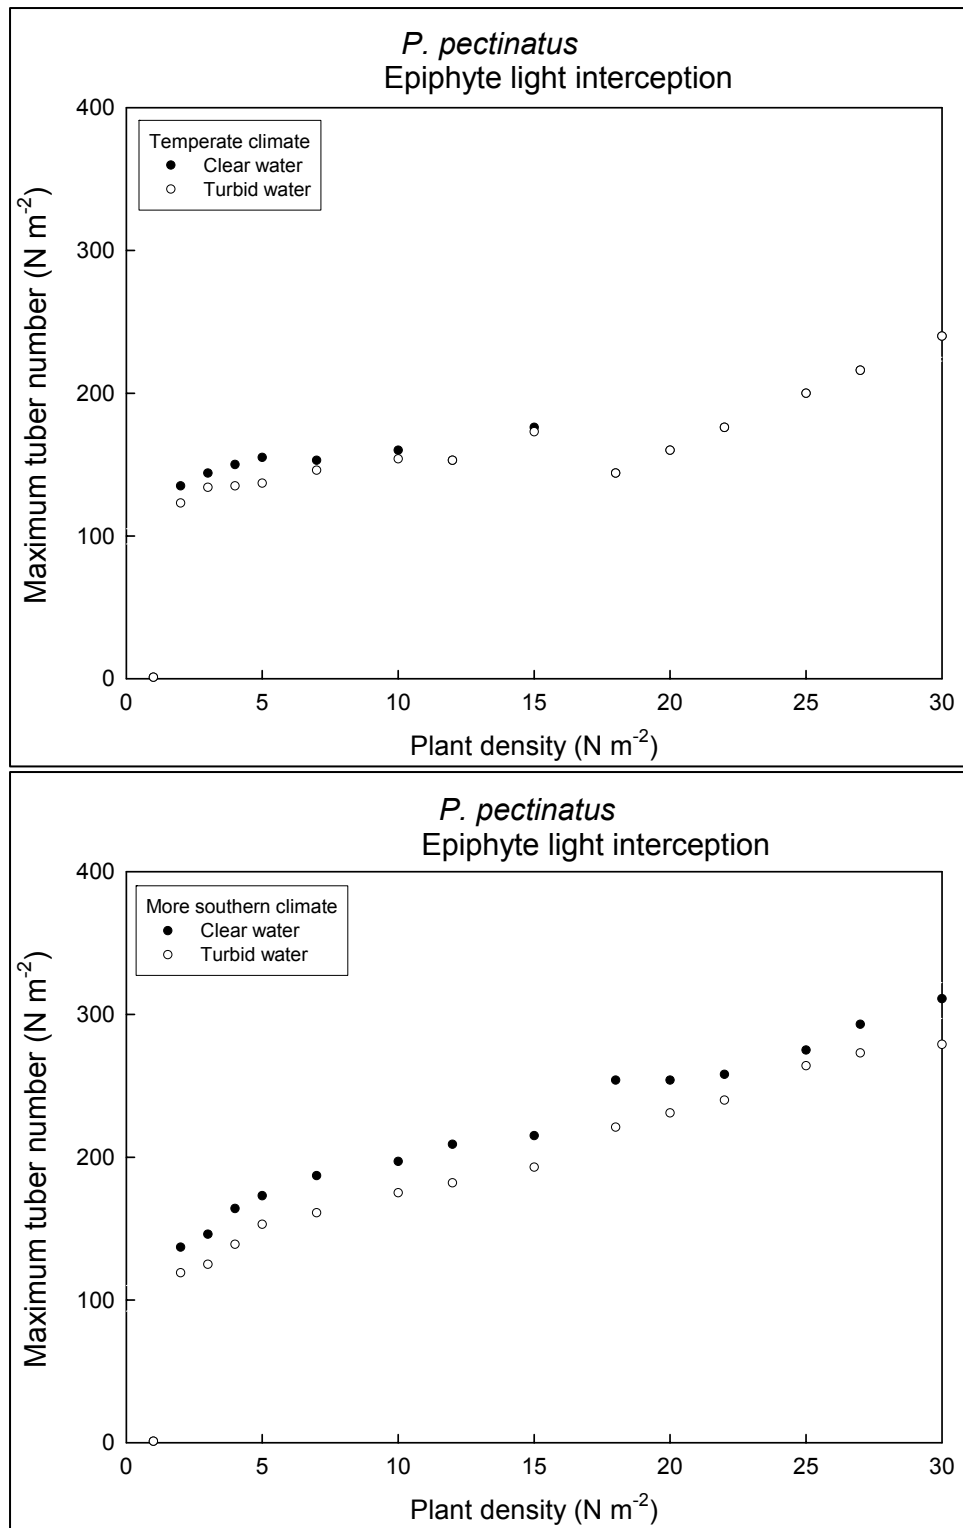 P. pectinatus
Epiphyte light interception
400
Temperate climate
Clear water
Turbid water
300
200
100
0
Maximum tuber number (N m-2)
0 5 10 15 20 25 30
Plant density (N m-2)
P. pectinatus
Epiphyte light interception
400
More southern climate
Clear water
Turbid water
300
200
100
0
Maximum tuber number (N m-2)
0 5 10 15 20 25 30
Plant density (N m-2)